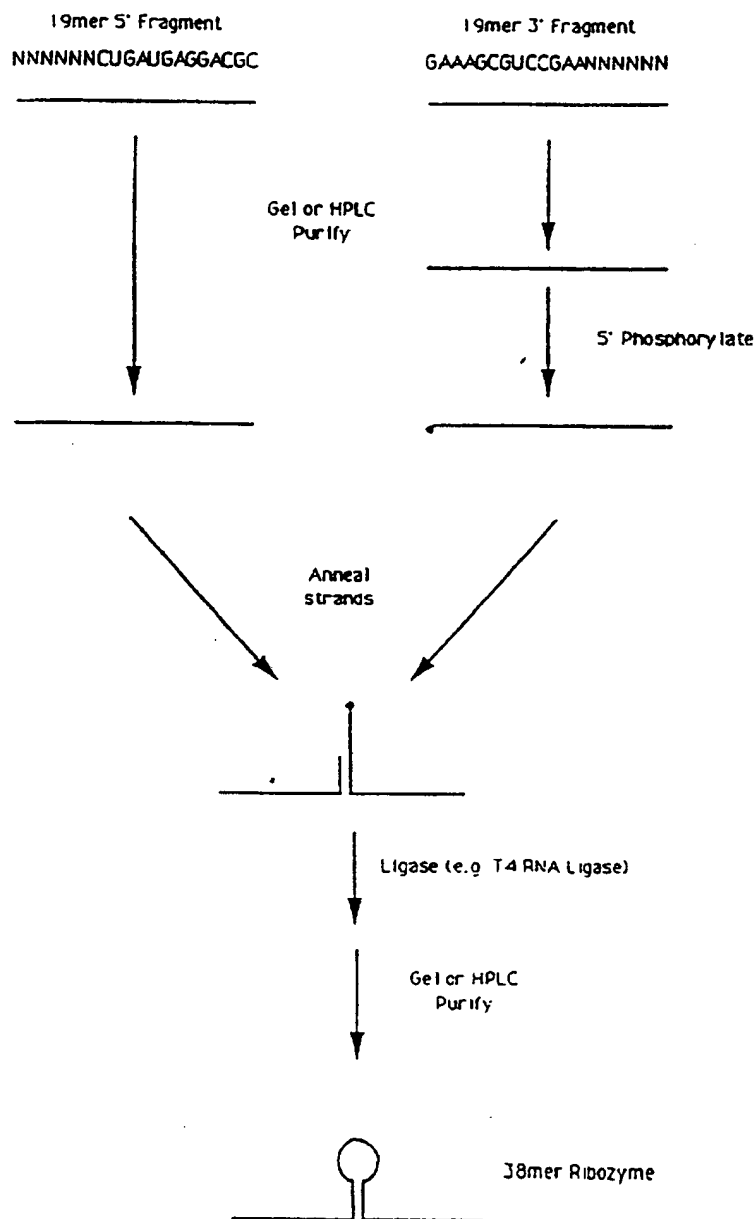 19mer 5' Fragment
NNNNNNCUGAUGAGGACGC
19mer 3' Fragment
GAAAGCGUCCGAANNNNNN
Gel or HPLC
Purify
5' Phosphorylate
Anneal
strands
Ligase (e.g T4 RNA Ligase)
Gel or HPLC
Purify
38mer Ribozyme